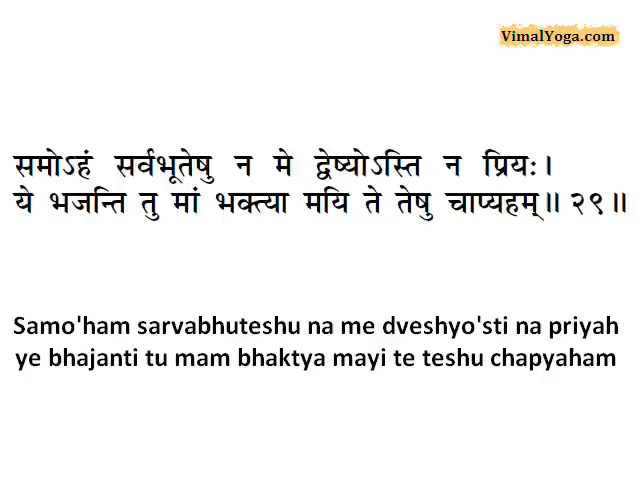 VimalYoga.com
समोऽहं सर्वभूतेषु न मे द्वेष्योऽस्ति न प्रियः।
ये भजन्ति तु मां भक्त्या मयि ते तेषु चाप्यहम्॥ २९॥
Samo'ham sarvabhuteshu na me dveshyo'sti na priyah
ye bhajanti tu mam bhaktya mayi te teshu chapyaham